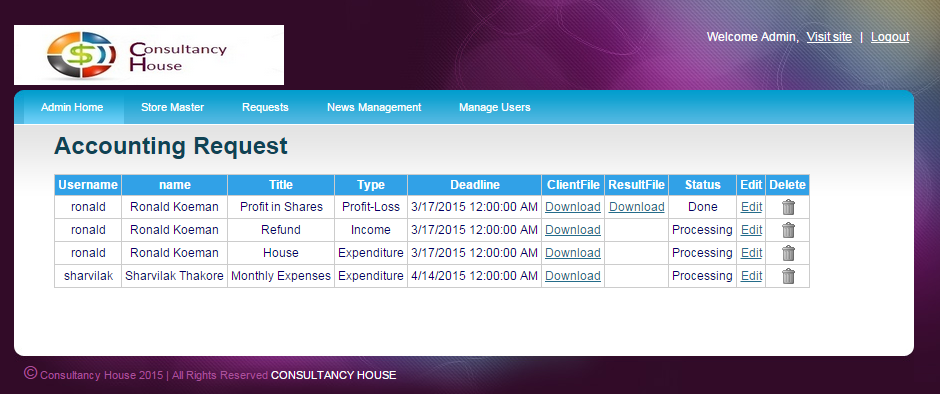 Consultancy
House
Welcome Admin, Visit site | Logout
Admin Home Store Master Requests News Management Manage Users
Accounting Request
Username name Title Type Deadline ClientFile ResultFile Status Edit Delete
ronald Ronald Koeman Profit in Shares Profit-Loss 3/17/2015 12:00:00 AM Download Download Done Edit
ronald Ronald Koeman Refund Income 3/17/2015 12:00:00 AM Download Processing Edit
ronald Ronald Koeman House Expenditure 3/17/2015 12:00:00 AM Download Processing Edit
sharvilak Sharvilak Thakore Monthly Expenses Expenditure 4/14/2015 12:00:00 AM Download Processing Edit
© Consultancy House 2015 | All Rights Reserved CONSULTANCY HOUSE